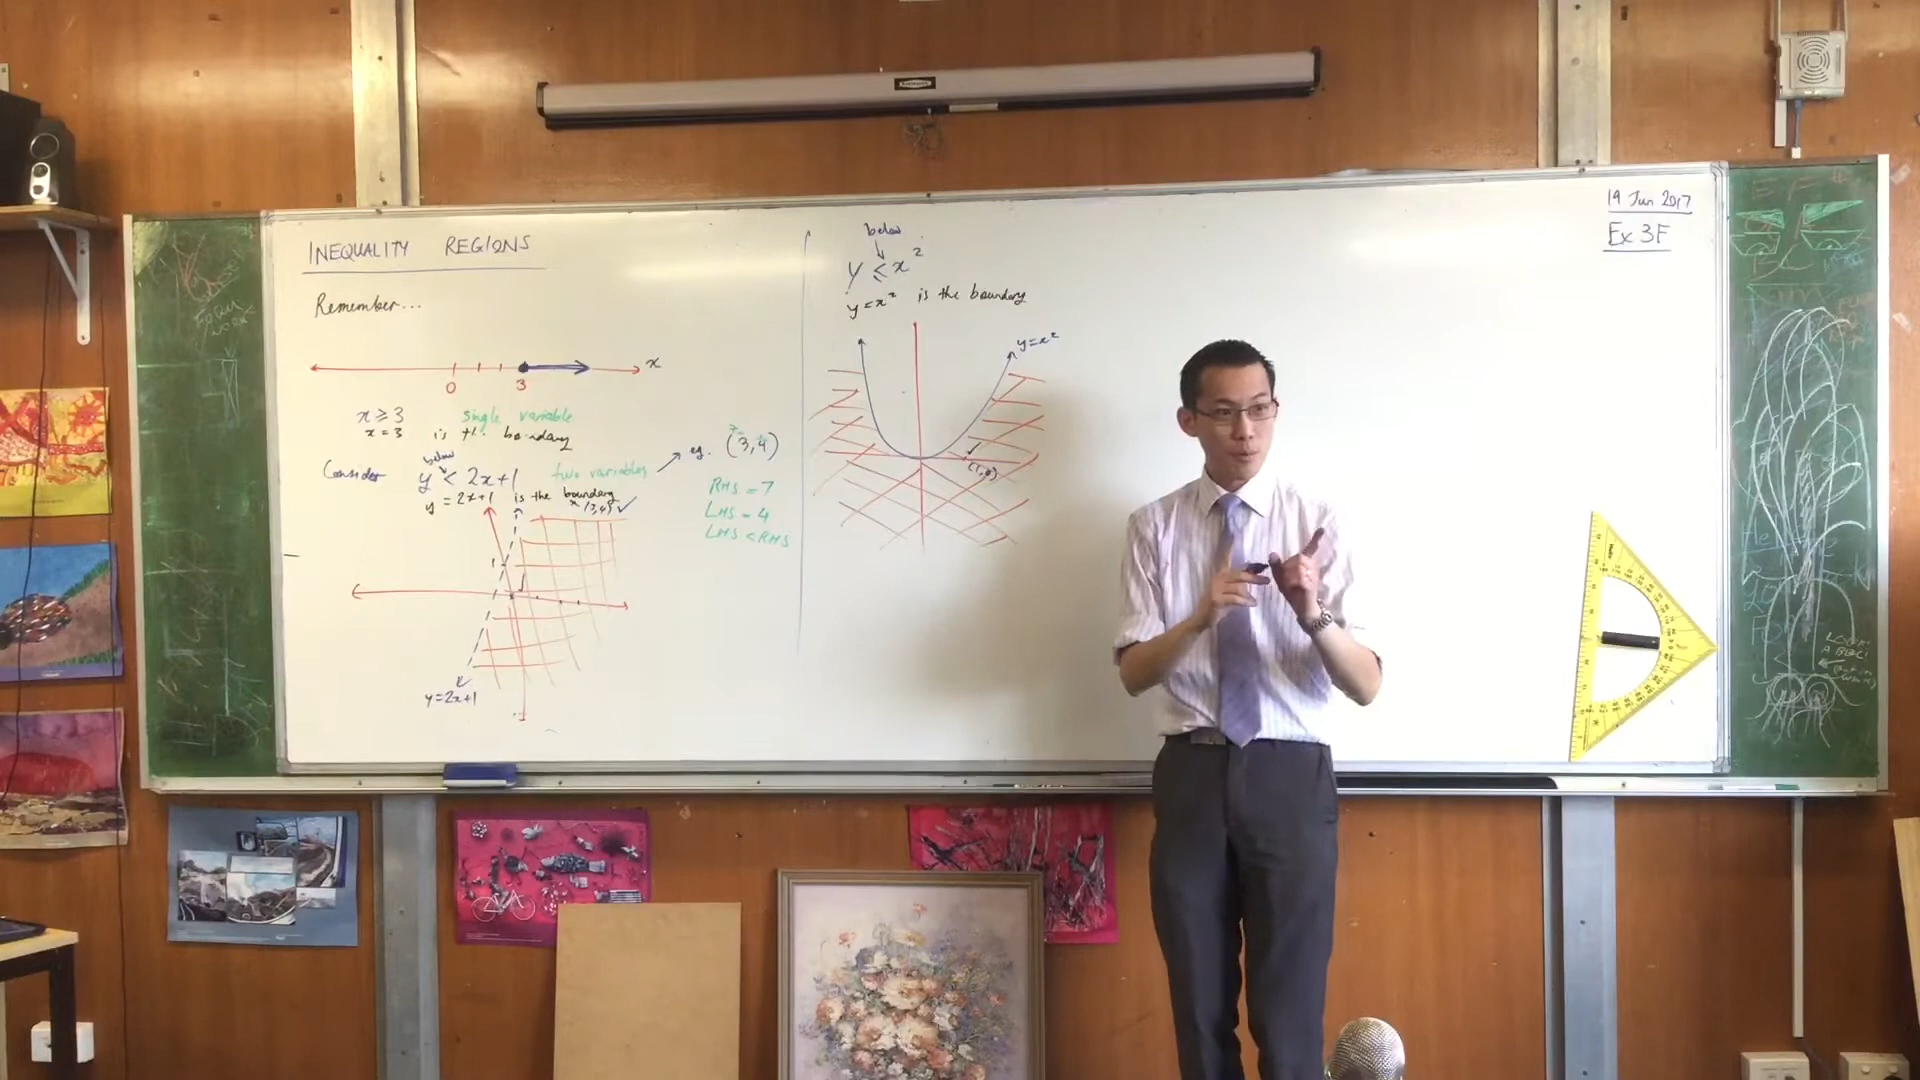 INEQUALITY REGIONS
Remember...
x
0
3
x ⩾ 3 single variable
x = 3 is the boundary
below
Consider y < 2x+1 two variables
y = 2x+1 is the boundary
(3,4) ✓
1
y=2x+1
eg. (3,4)
7
RHS = 7
LHS = 4
LHS < RHS
below
y ⩽ x²
y = x² is the boundary
y=x²
19 Jun 2017
Ex 3F